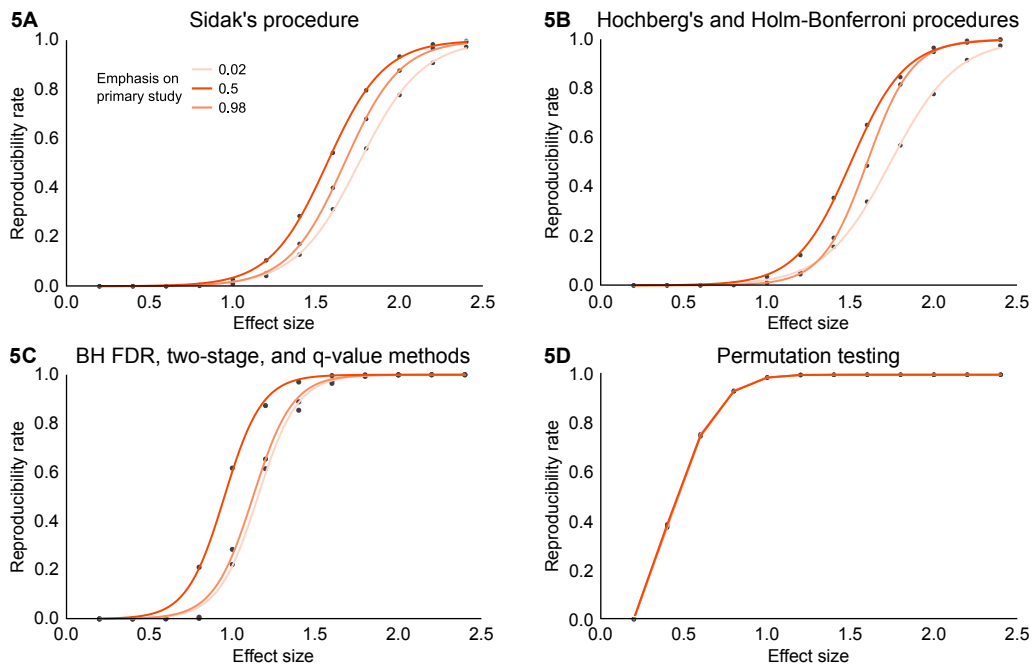 5A
Sidak's procedure
Reproducibility rate
1.0
0.8
0.6
0.4
0.2
0.0
Emphasis on
primary study
0.02
0.5
0.98
0.0 0.5 1.0 1.5 2.0 2.5
Effect size
5B
Hochberg's and Holm-Bonferroni procedures
Reproducibility rate
1.0
0.8
0.6
0.4
0.2
0.0
0.0 0.5 1.0 1.5 2.0 2.5
Effect size
5C
BH FDR, two-stage, and q-value methods
Reproducibility rate
1.0
0.8
0.6
0.4
0.2
0.0
0.0 0.5 1.0 1.5 2.0 2.5
Effect size
5D
Permutation testing
Reproducibility rate
1.0
0.8
0.6
0.4
0.2
0.0
0.0 0.5 1.0 1.5 2.0 2.5
Effect size